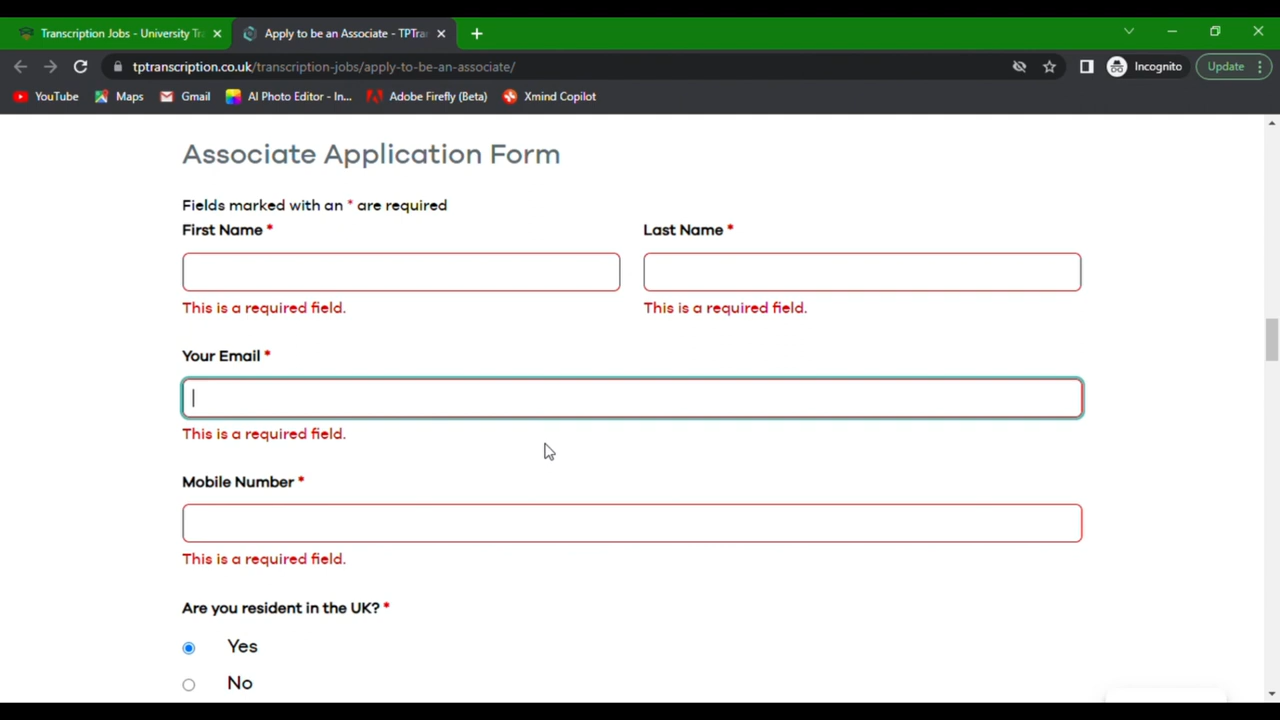 Transcription Jobs - University Tr
Apply to be an Associate - TPTra
tptranscription.co.uk/transcription-jobs/apply-to-be-an-associate/
Incognito
Update
YouTube
Maps
Gmail
AI Photo Editor - In...
Adobe Firefly (Beta)
Xmind Copilot
Associate Application Form
Fields marked with an * are required
First Name *
Last Name *
This is a required field.
This is a required field.
Your Email *
This is a required field.
Mobile Number *
This is a required field.
Are you resident in the UK? *
Yes
No